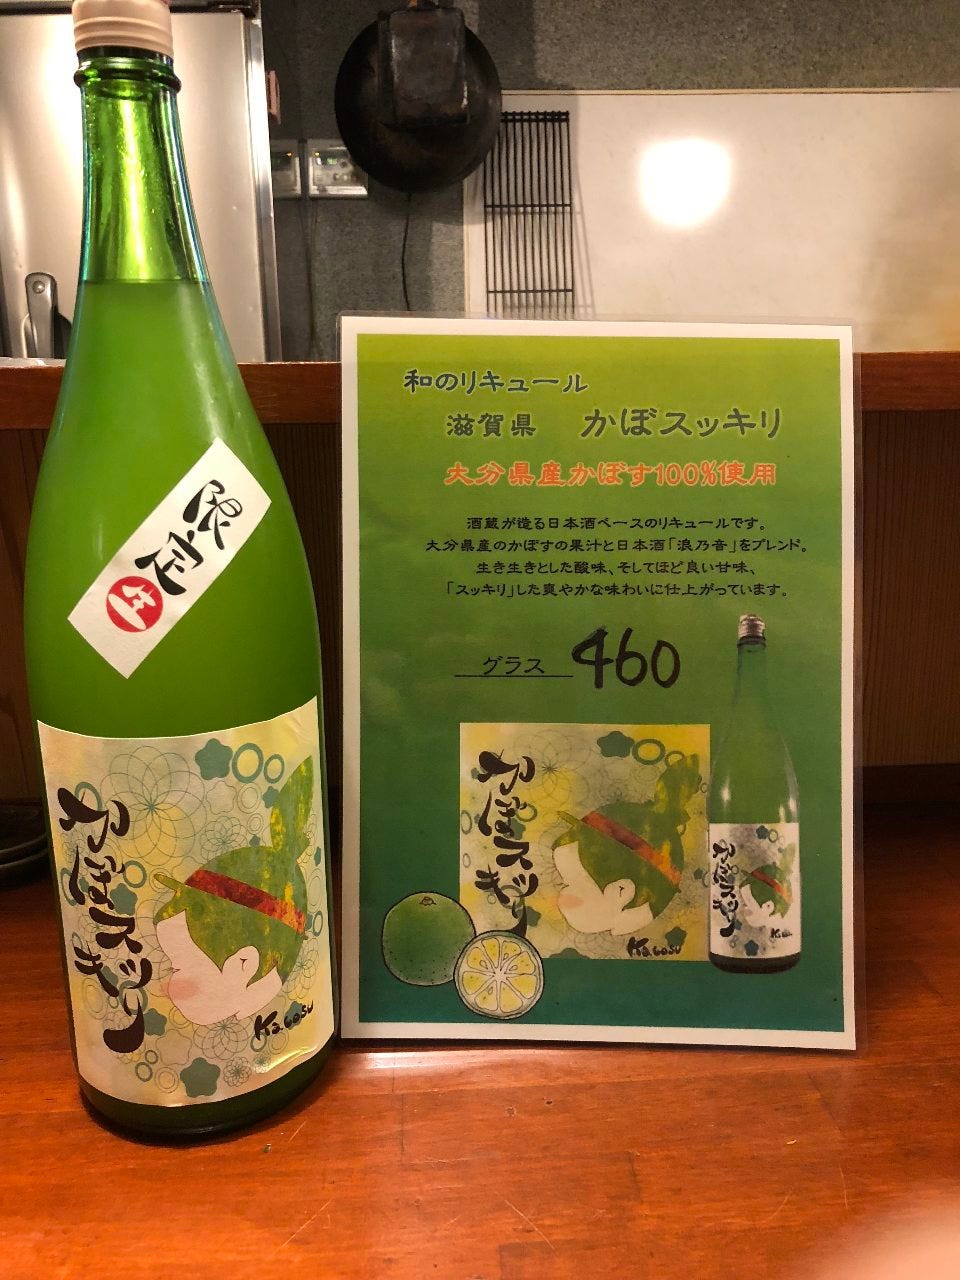 限定
生
かぼスッキリ
Kabosu
和のリキュール
滋賀県 かぼスッキリ
大分県産かぼす100%使用
酒蔵が造る日本酒ベースのリキュールです。
大分県産のかぼすの果汁と日本酒「浪乃音」をブレンド。
生き生きとした酸味、そしてほど良い甘味、
「スッキリ」した爽やかな味わいに仕上がっています。
グラス 460
かぼスッキリ
Kabosu
かぼスッキリ